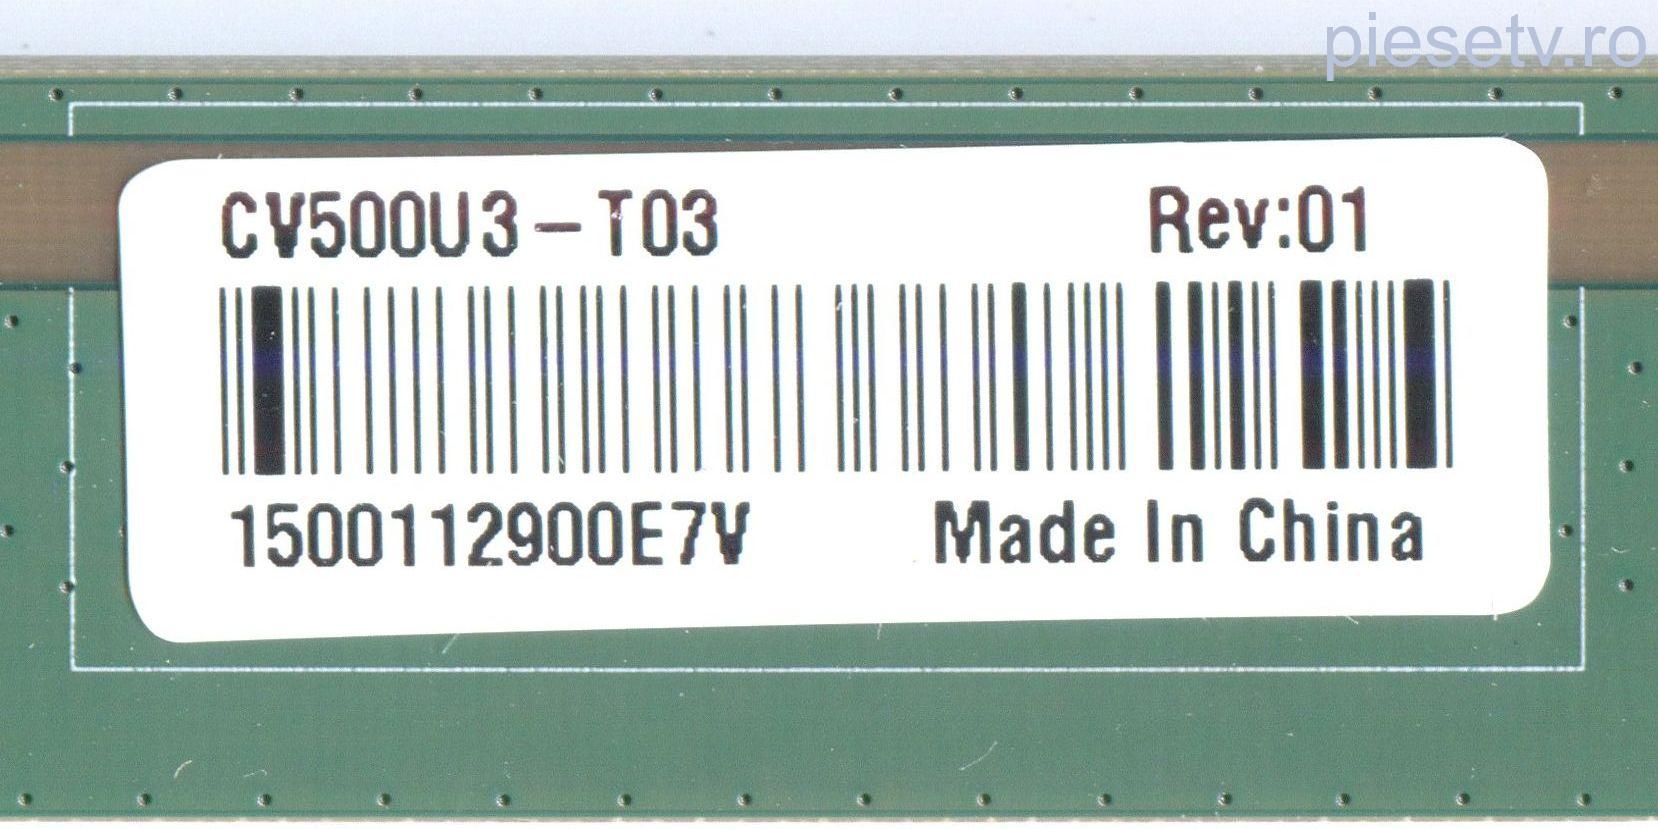 piesetv.ro
CV500U3-T03 Rev:01
1500112900E7V Made In China